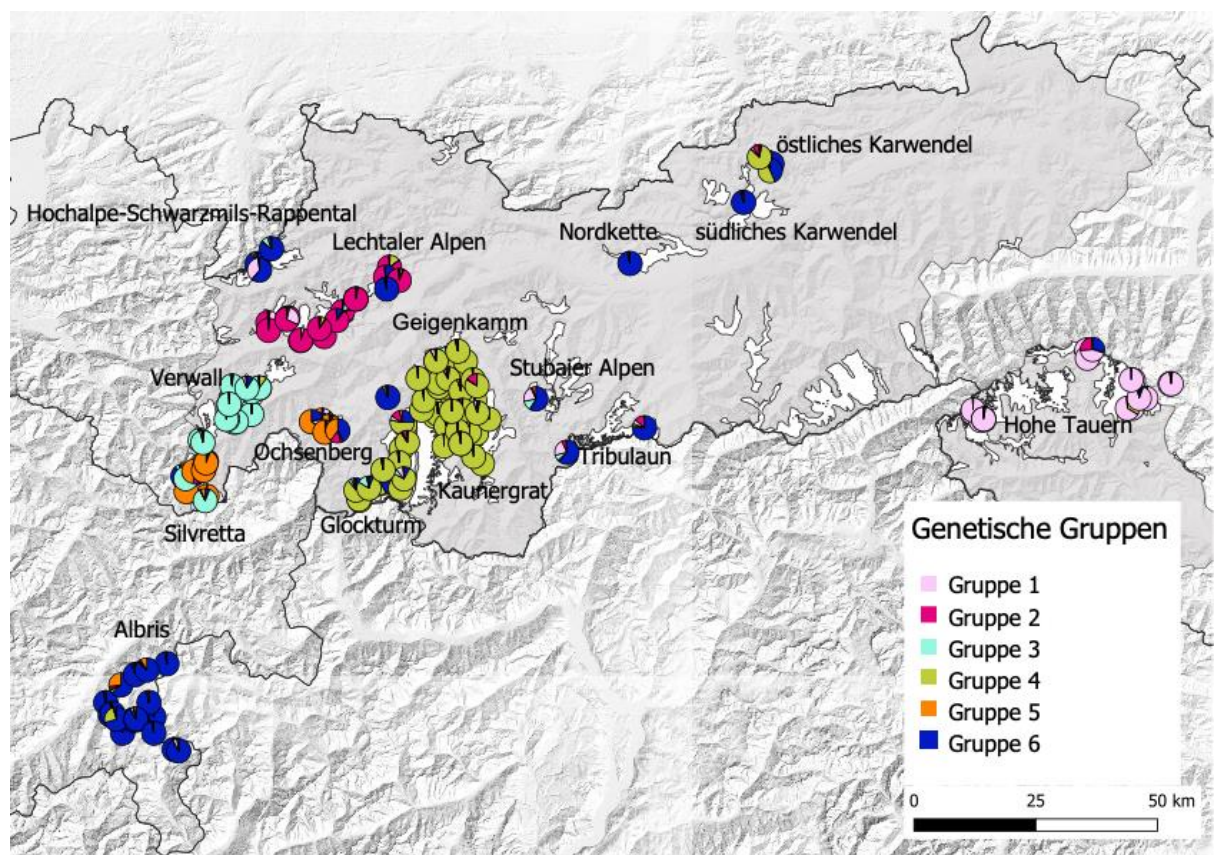 östliches Karwendel
Hochalpe-Schwarzmils-Rappental
Lechtaler Alpen
Nordkette
südliches Karwendel
Geigenkamm
Verwall
Stubaier Alpen
Ochsenberg
Hohe Tauern
Tribulaun
Kaunergrat
Silvretta
Glockturm
Albris
Genetische Gruppen
Gruppe 1
Gruppe 2
Gruppe 3
Gruppe 4
Gruppe 5
Gruppe 6
0 25 50 km